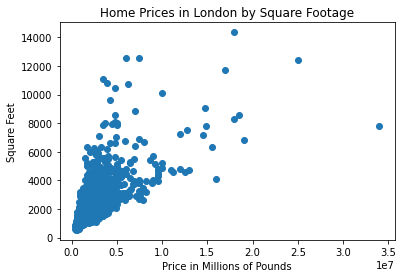 Home Prices in London by Square Footage
14000
12000
10000
8000
6000
4000
2000
0
Square Feet
0.0 0.5 1.0 1.5 2.0 2.5 3.0 3.5
1e7
Price in Millions of Pounds